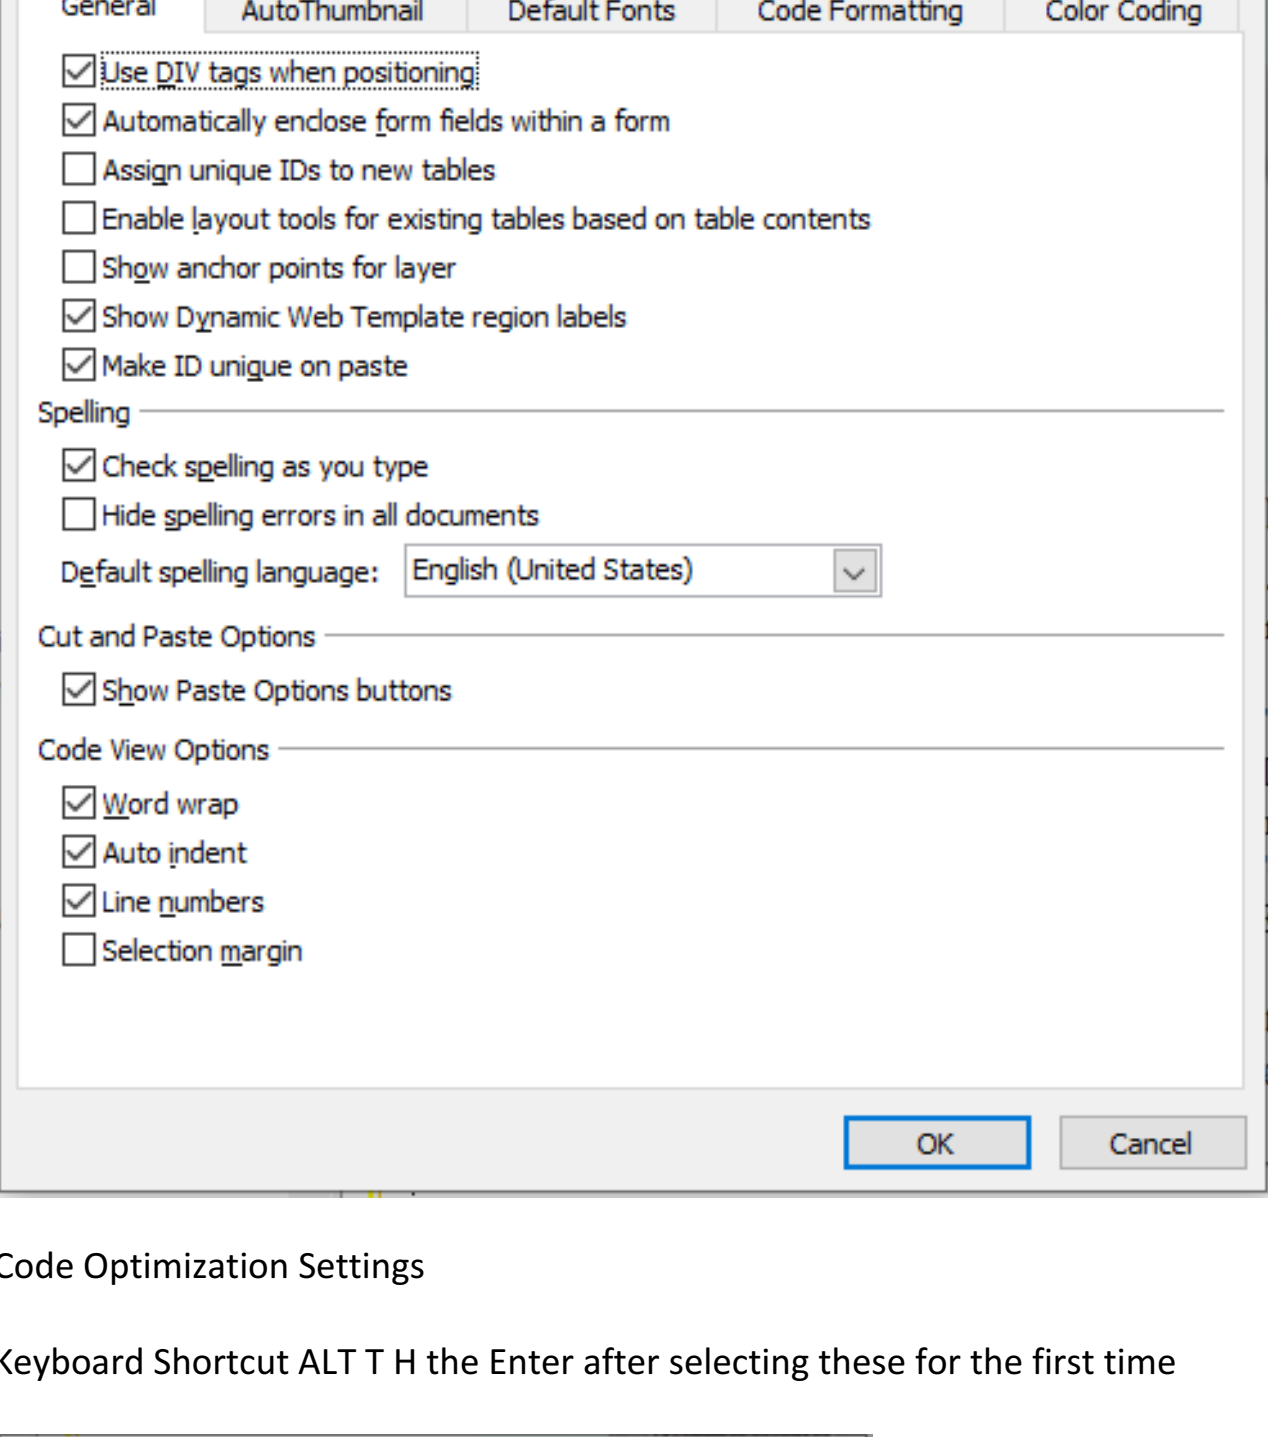 General AutoThumbnail Default Fonts Code Formatting Color Coding
Use DIV tags when positioning
Automatically enclose form fields within a form
Assign unique IDs to new tables
Enable layout tools for existing tables based on table contents
Show anchor points for layer
Show Dynamic Web Template region labels
Make ID unique on paste
Spelling
Check spelling as you type
Hide spelling errors in all documents
Default spelling language: English (United States)
Cut and Paste Options
Show Paste Options buttons
Code View Options
Word wrap
Auto indent
Line numbers
Selection margin
OK Cancel
Code Optimization Settings
Keyboard Shortcut ALT T H the Enter after selecting these for the first time